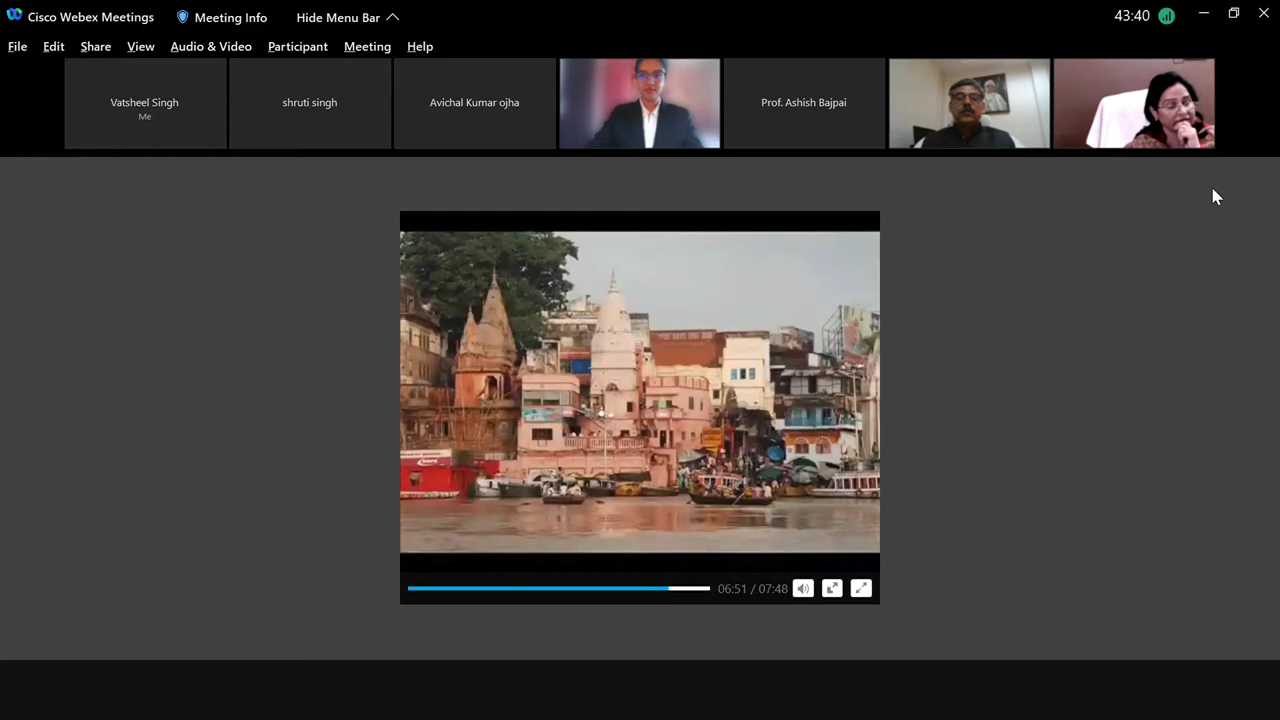 Cisco Webex Meetings
Meeting Info
Hide Menu Bar
43:40
File Edit Share View Audio & Video Participant Meeting Help
Vatsheel Singh
Me
shruti singh
Avichal Kumar ojha
Prof. Ashish Bajpai
06:51 / 07:48